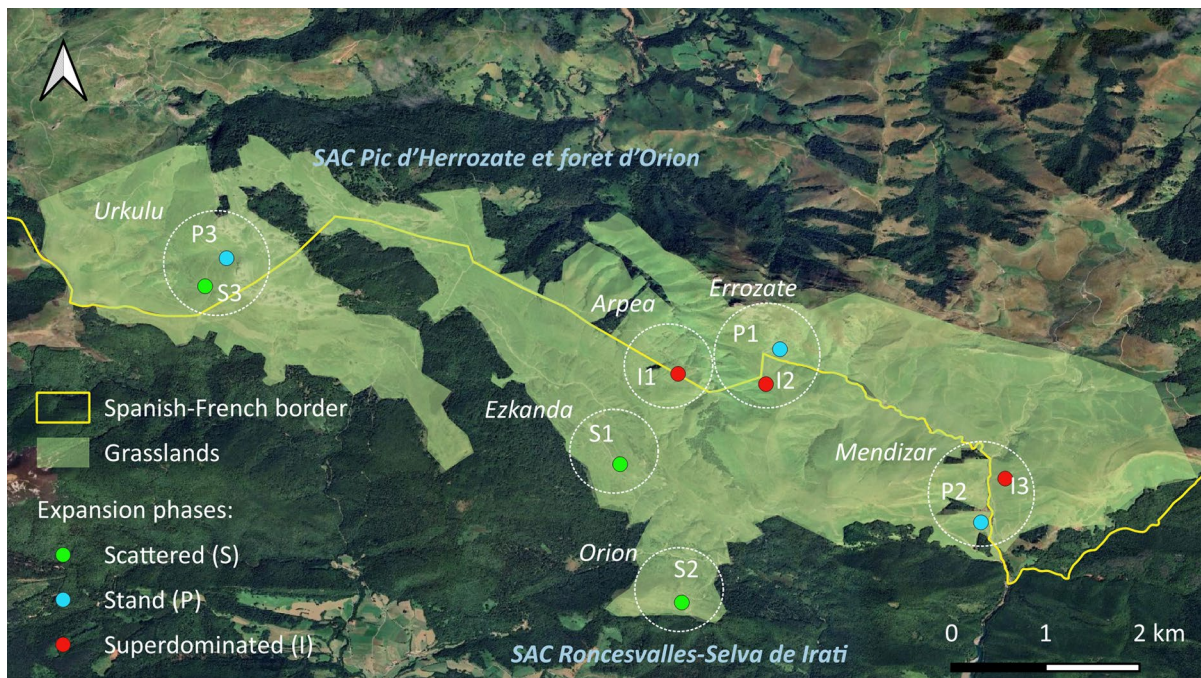 SAC Pic d'Herrozate et foret d'Orion
Urkulu
P3
S3
Arpea
Errozate
P1
I1
I2
Ezkanda
S1
Mendizar
P2
I3
Orion
S2
Spanish-French border
Grasslands
Expansion phases:
Scattered (S)
Stand (P)
Superdominated (I)
SAC Roncesvalles-Selva de Irati
0 1 2 km